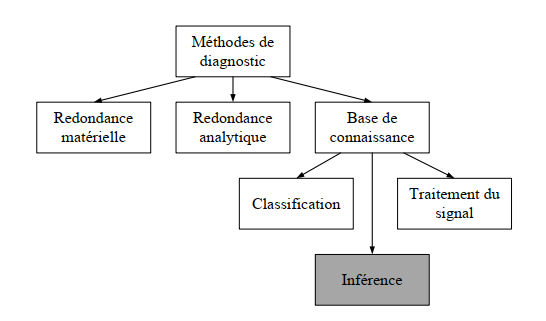 Méthodes de
diagnostic
Redondance
matérielle
Redondance
analytique
Base de
connaissance
Classification
Traitement du
signal
Inférence